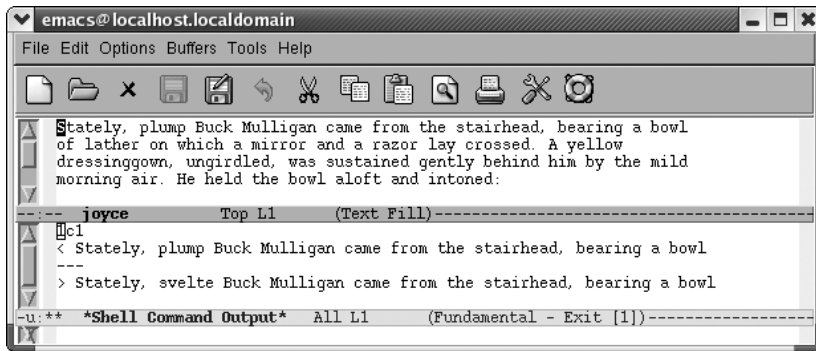 emacs@localhost.localdomain
File Edit Options Buffers Tools Help
Stately, plump Buck Mulligan came from the stairhead, bearing a bowl
of lather on which a mirror and a razor lay crossed. A yellow
dressinggown, ungirdled, was sustained gently behind him by the mild
morning air. He held the bowl aloft and intoned:
--:-- joyce Top L1 (Text Fill)----------------------------------------
1c1
< Stately, plump Buck Mulligan came from the stairhead, bearing a bowl
---
> Stately, svelte Buck Mulligan came from the stairhead, bearing a bowl
-u:** *Shell Command Output* All L1 (Fundamental - Exit [1])-----------------